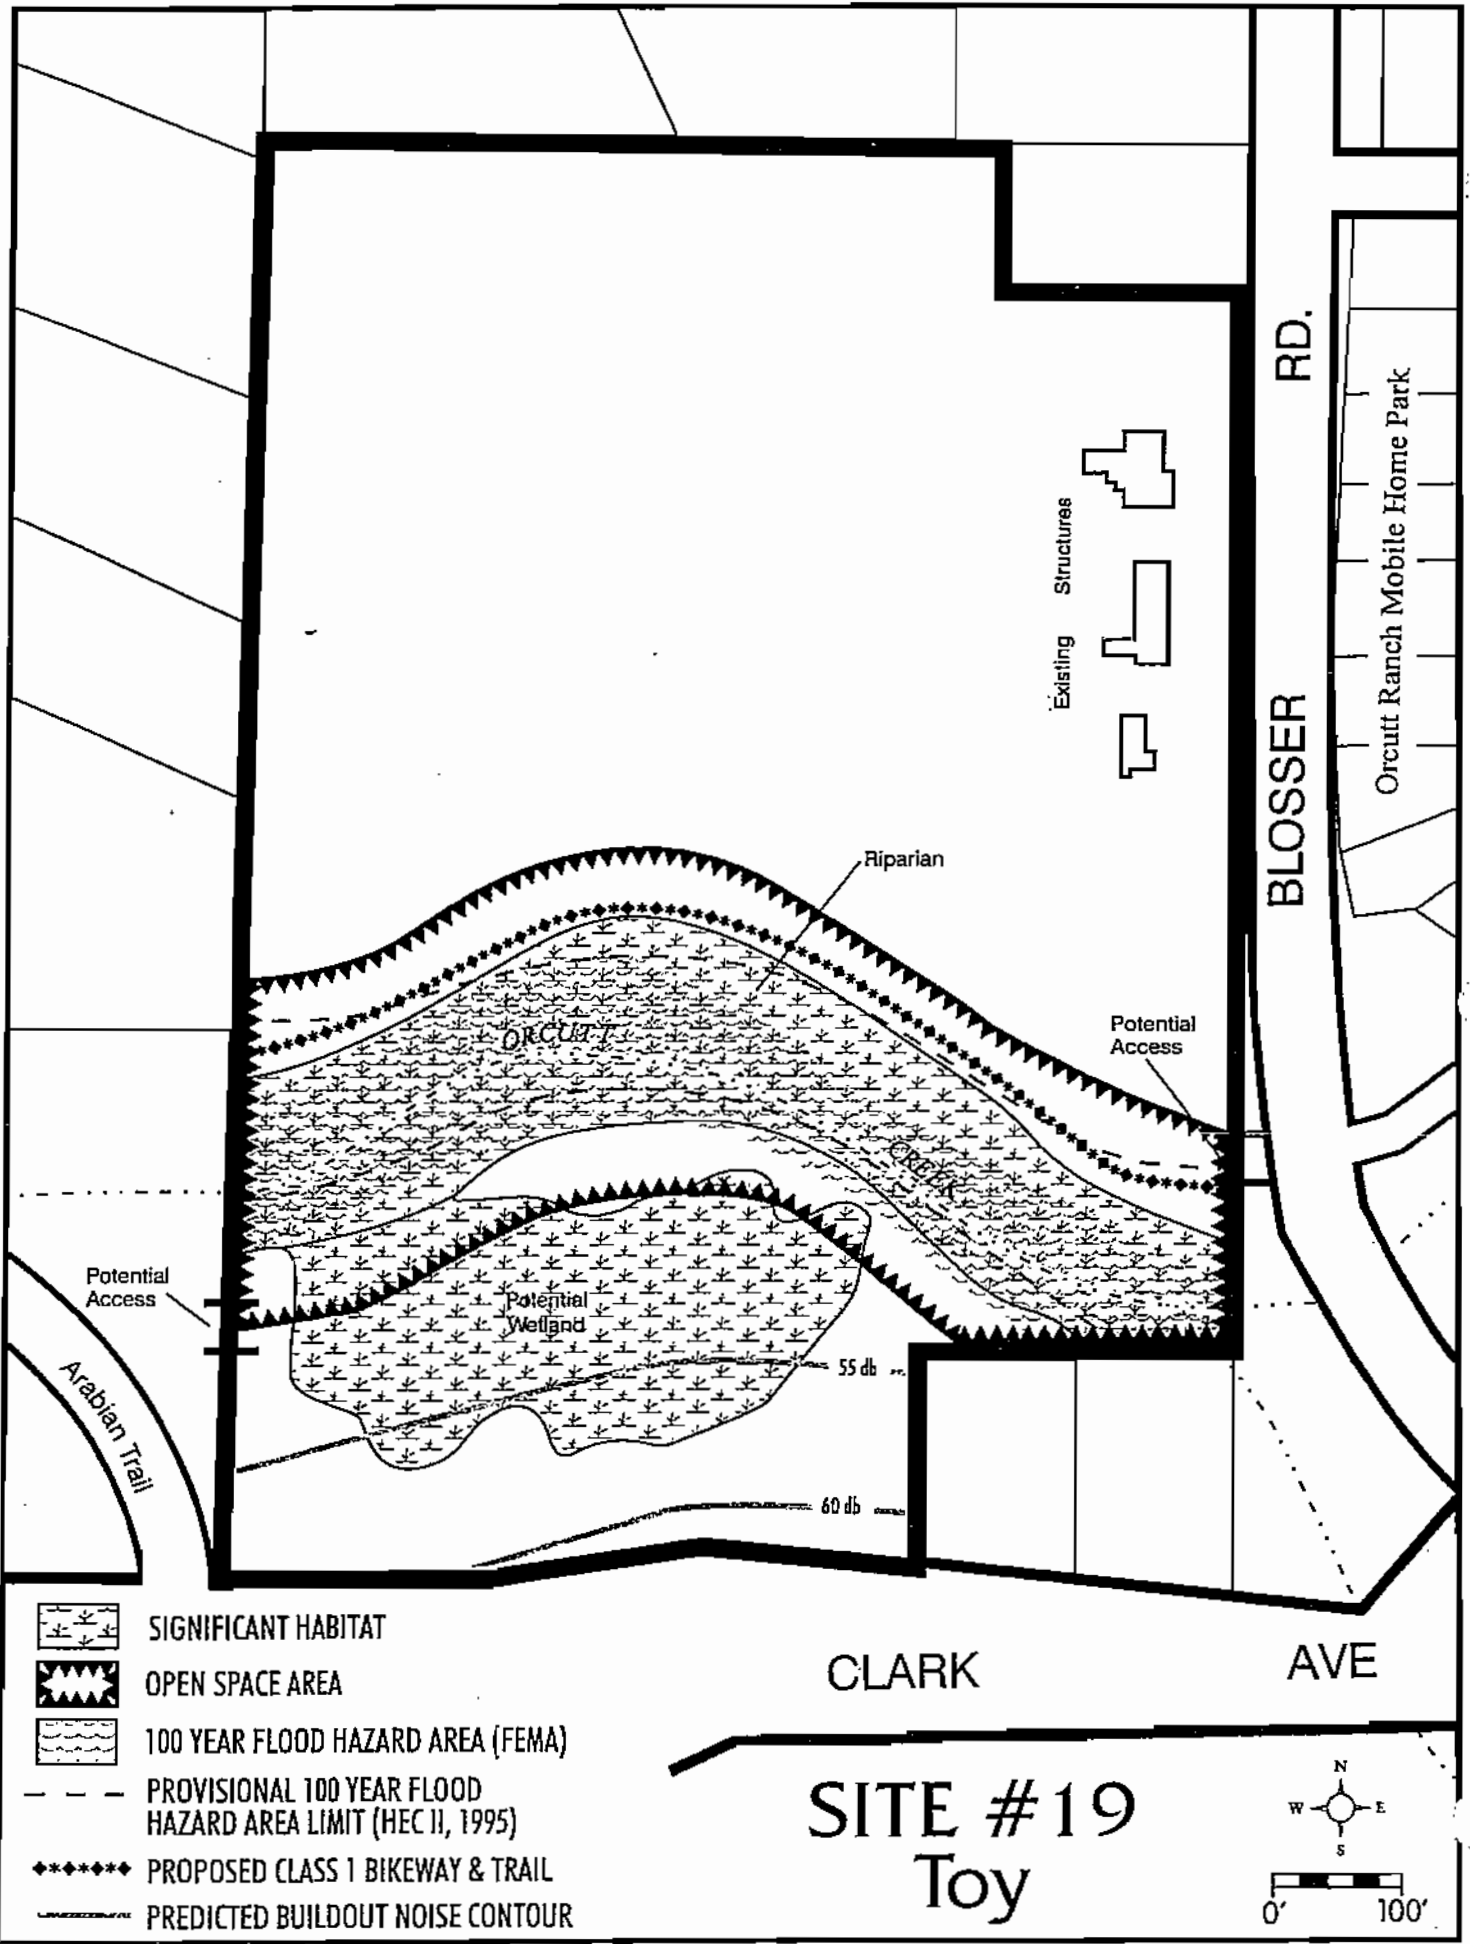 RD.
BLOSSER
Orcutt Ranch Mobile Home Park
Existing Structures
Riparian
ORCUTT
CREEK
Potential
Access
Potential
Access
Potential
Wetland
Arabian Trail
55 db
60 db
CLARK AVE
SIGNIFICANT HABITAT
OPEN SPACE AREA
100 YEAR FLOOD HAZARD AREA (FEMA)
PROVISIONAL 100 YEAR FLOOD
HAZARD AREA LIMIT (HEC II, 1995)
PROPOSED CLASS 1 BIKEWAY & TRAIL
PREDICTED BUILDOUT NOISE CONTOUR
SITE #19
Toy
N
W E
S
0' 100'